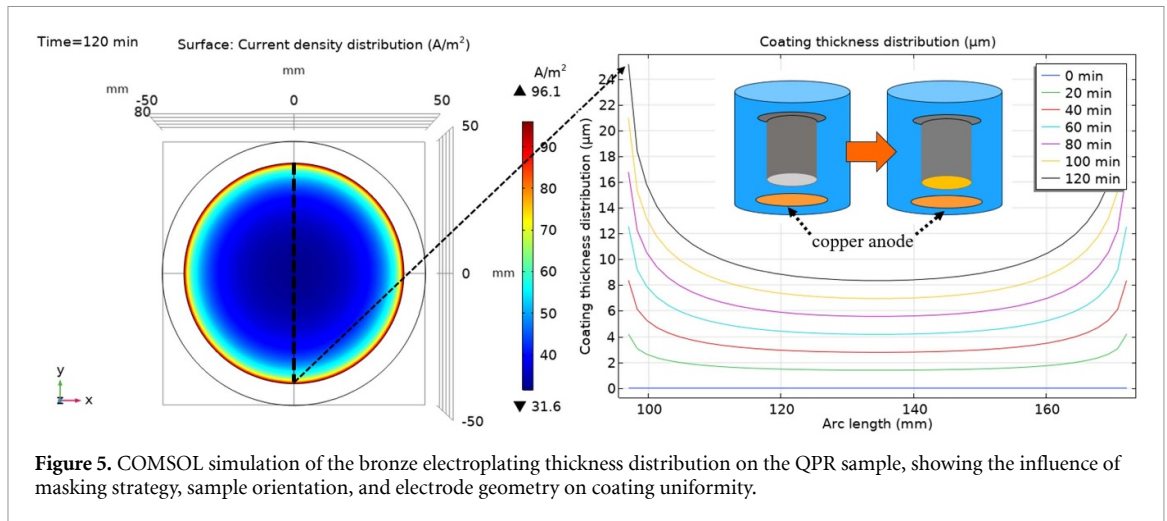 Time=120 min
Surface: Current density distribution (A/m²)
mm
mm
-50
0
50
80
A/m²
▲ 96.1
50
90
80
70
60
50
40
mm
0
-50
▼ 31.6
y
z
x
Coating thickness distribution (µm)
Coating thickness distribution (µm)
24
22
20
18
16
14
12
10
8
6
4
2
0
100
120
140
160
Arc length (mm)
0 min
20 min
40 min
60 min
80 min
100 min
120 min
copper anode
Figure 5. COMSOL simulation of the bronze electroplating thickness distribution on the QPR sample, showing the influence of
masking strategy, sample orientation, and electrode geometry on coating uniformity.